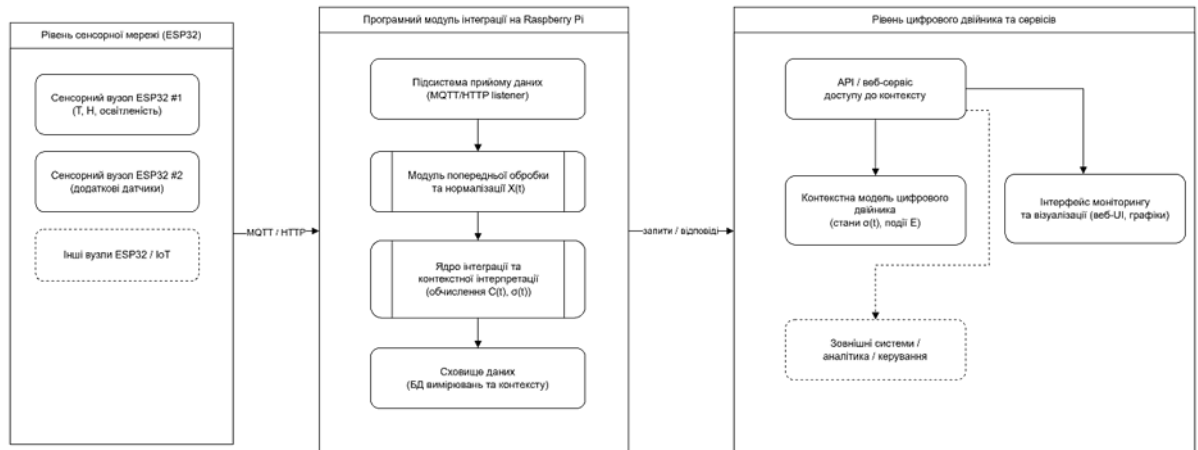 Рівень сенсорної мережі (ESP32)
Сенсорний вузол ESP32 #1
(T, H, освітленість)
Сенсорний вузол ESP32 #2
(додаткові датчики)
Інші вузли ESP32 / IoT
MQTT / HTTP
Програмний модуль інтеграції на Raspberry Pi
Підсистема прийому даних
(MQTT/HTTP listener)
Модуль попередньої обробки
та нормалізації X(t)
Ядро інтеграції та
контекстної інтерпретації
(обчислення C(t), σ(t))
Сховище даних
(БД вимірювань та контексту)
запити / відповіді
Рівень цифрового двійника та сервісів
API / веб-сервіс
доступу до контексту
Контекстна модель цифрового
двійника
(стани σ(t), події E)
Інтерфейс моніторингу
та візуалізації (веб-UI, графіки)
Зовнішні системи /
аналітика / керування